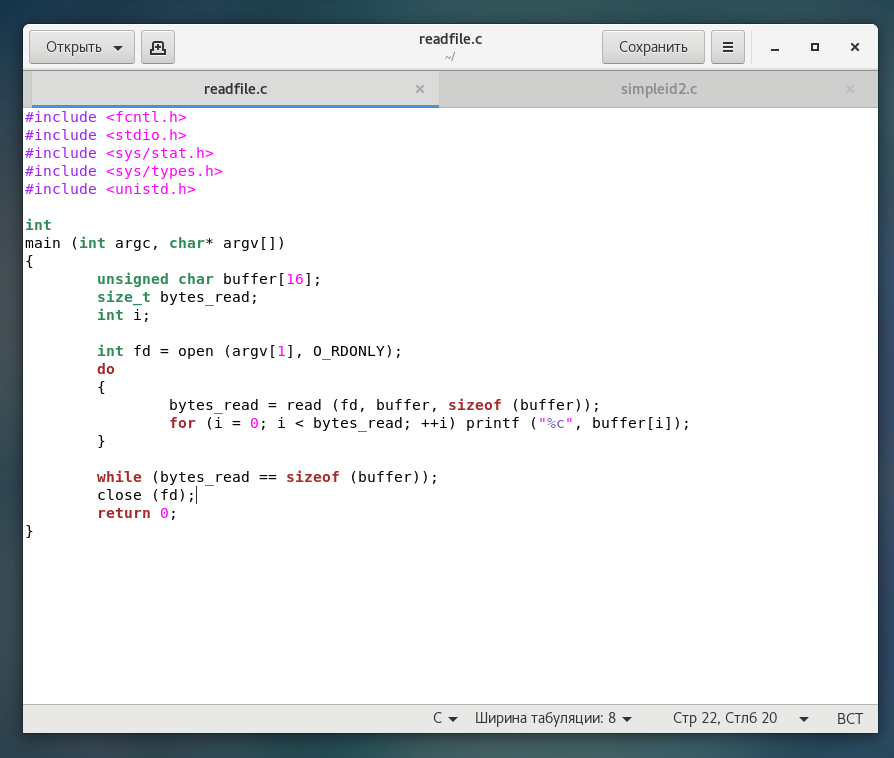 Открыть
readfile.c
~/
Сохранить
readfile.c
simpleid2.c
#include <fcntl.h>
#include <stdio.h>
#include <sys/stat.h>
#include <sys/types.h>
#include <unistd.h>

int
main (int argc, char* argv[])
{
        unsigned char buffer[16];
        size_t bytes_read;
        int i;

        int fd = open (argv[1], O_RDONLY);
        do
        {
                bytes_read = read (fd, buffer, sizeof (buffer));
                for (i = 0; i < bytes_read; ++i) printf ("%c", buffer[i]);
        }

        while (bytes_read == sizeof (buffer));
        close (fd);
        return 0;
}
C
Ширина табуляции: 8
Стр 22, Стлб 20
ВСТ